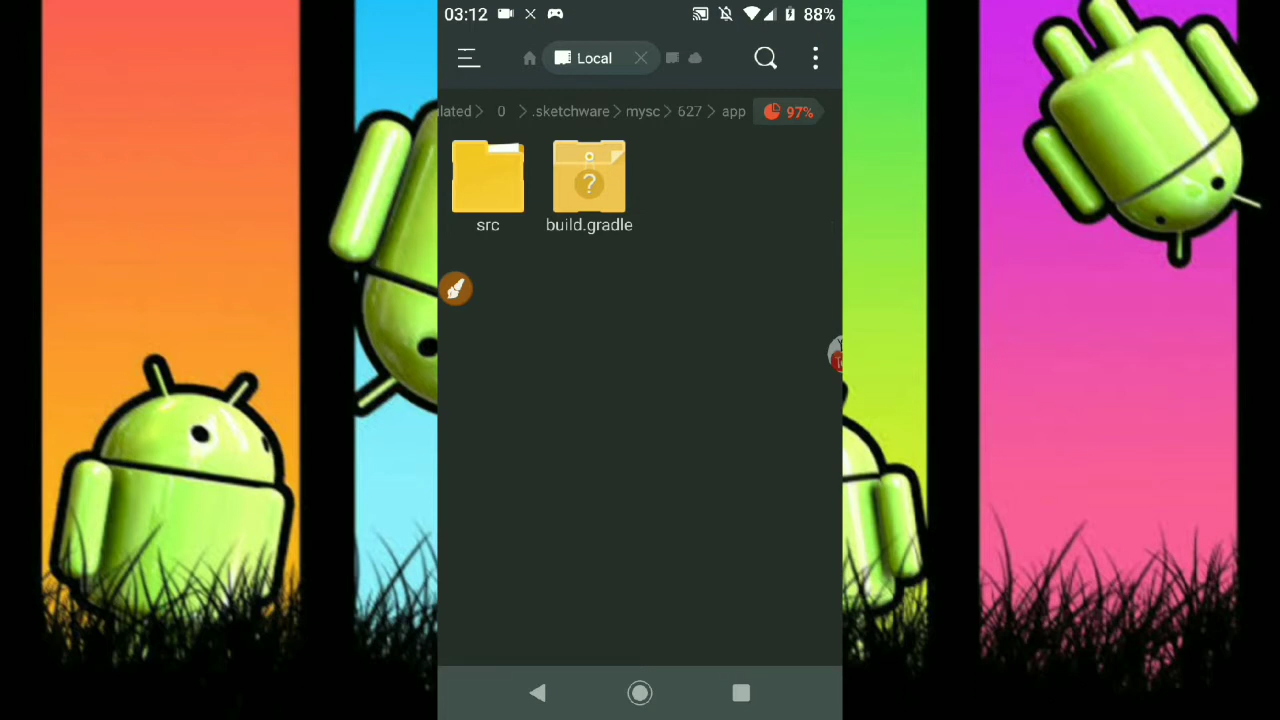 03:12 88%
Local
lated 0 .sketchware mysc 627 app 97%
?
src build.gradle